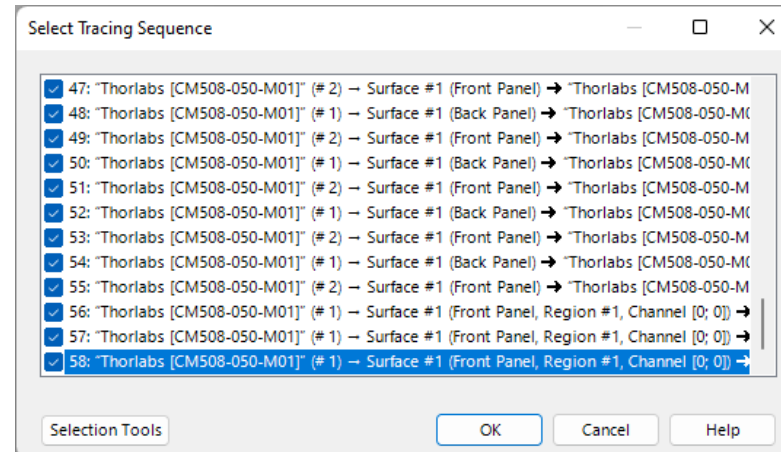 Select Tracing Sequence
47: "Thorlabs [CM508-050-M01]" (# 2) → Surface #1 (Front Panel) ➔ "Thorlabs [CM508-050-M
48: "Thorlabs [CM508-050-M01]" (# 1) → Surface #1 (Back Panel) ➔ "Thorlabs [CM508-050-M0
49: "Thorlabs [CM508-050-M01]" (# 2) → Surface #1 (Front Panel) ➔ "Thorlabs [CM508-050-M
50: "Thorlabs [CM508-050-M01]" (# 1) → Surface #1 (Back Panel) ➔ "Thorlabs [CM508-050-M0
51: "Thorlabs [CM508-050-M01]" (# 2) → Surface #1 (Front Panel) ➔ "Thorlabs [CM508-050-M
52: "Thorlabs [CM508-050-M01]" (# 1) → Surface #1 (Back Panel) ➔ "Thorlabs [CM508-050-M0
53: "Thorlabs [CM508-050-M01]" (# 2) → Surface #1 (Front Panel) ➔ "Thorlabs [CM508-050-M
54: "Thorlabs [CM508-050-M01]" (# 1) → Surface #1 (Back Panel) ➔ "Thorlabs [CM508-050-M0
55: "Thorlabs [CM508-050-M01]" (# 2) → Surface #1 (Front Panel) ➔ "Thorlabs [CM508-050-M
56: "Thorlabs [CM508-050-M01]" (# 1) → Surface #1 (Front Panel, Region #1, Channel [0; 0]) ➔
57: "Thorlabs [CM508-050-M01]" (# 1) → Surface #1 (Front Panel, Region #1, Channel [0; 0]) ➔
58: "Thorlabs [CM508-050-M01]" (# 1) → Surface #1 (Front Panel, Region #1, Channel [0; 0]) ➔
Selection Tools OK Cancel Help